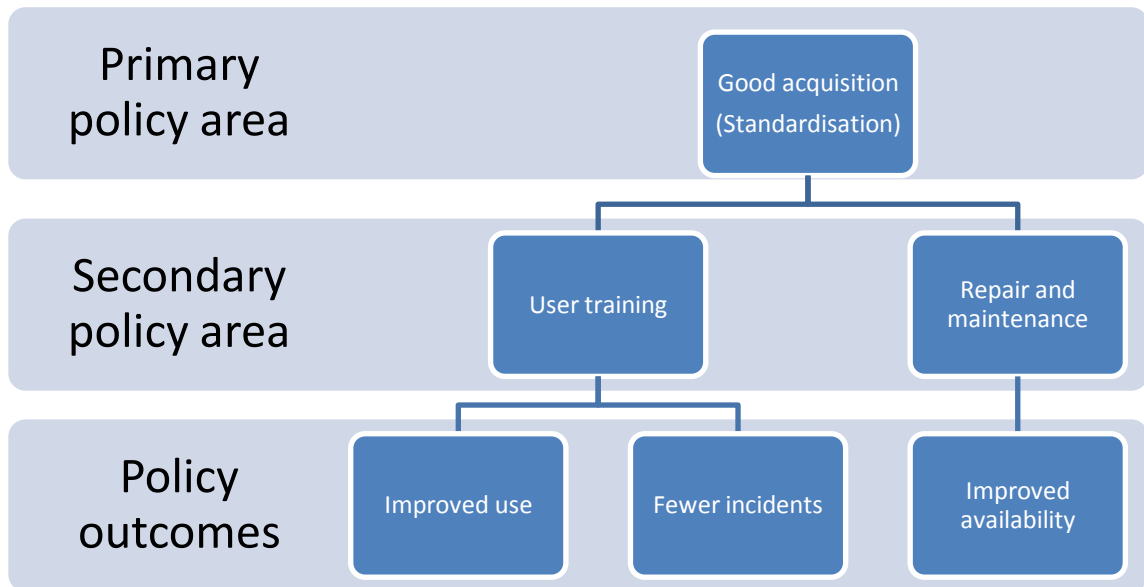 Primary
policy area
Good acquisition
(Standardisation)
Secondary
policy area
User training
Repair and
maintenance
Policy
outcomes
Improved use
Fewer incidents
Improved
availability